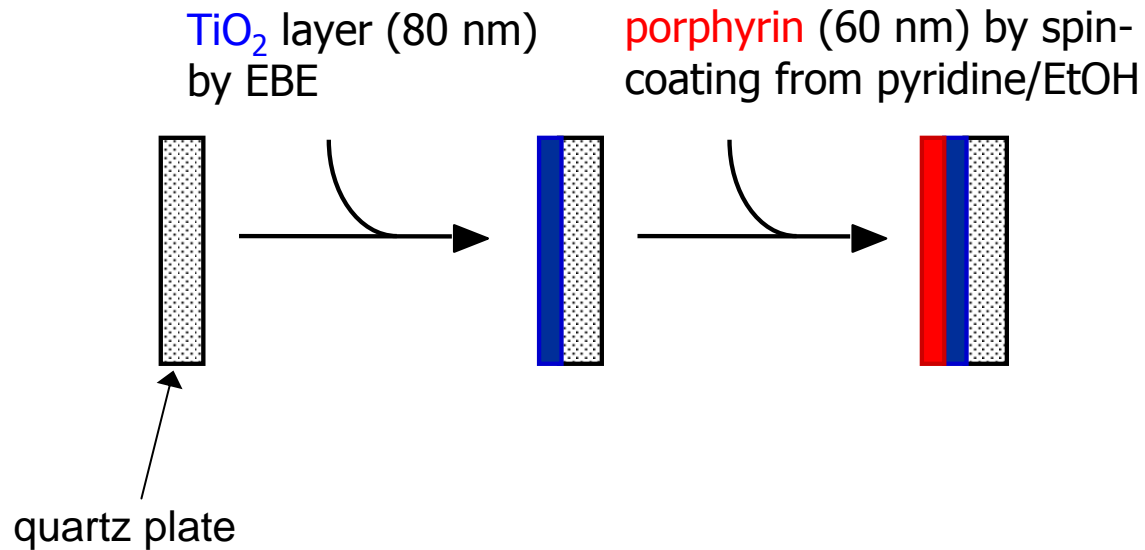 TiO₂ layer (80 nm)
by EBE
porphyrin (60 nm) by spin-
coating from pyridine/EtOH
quartz plate